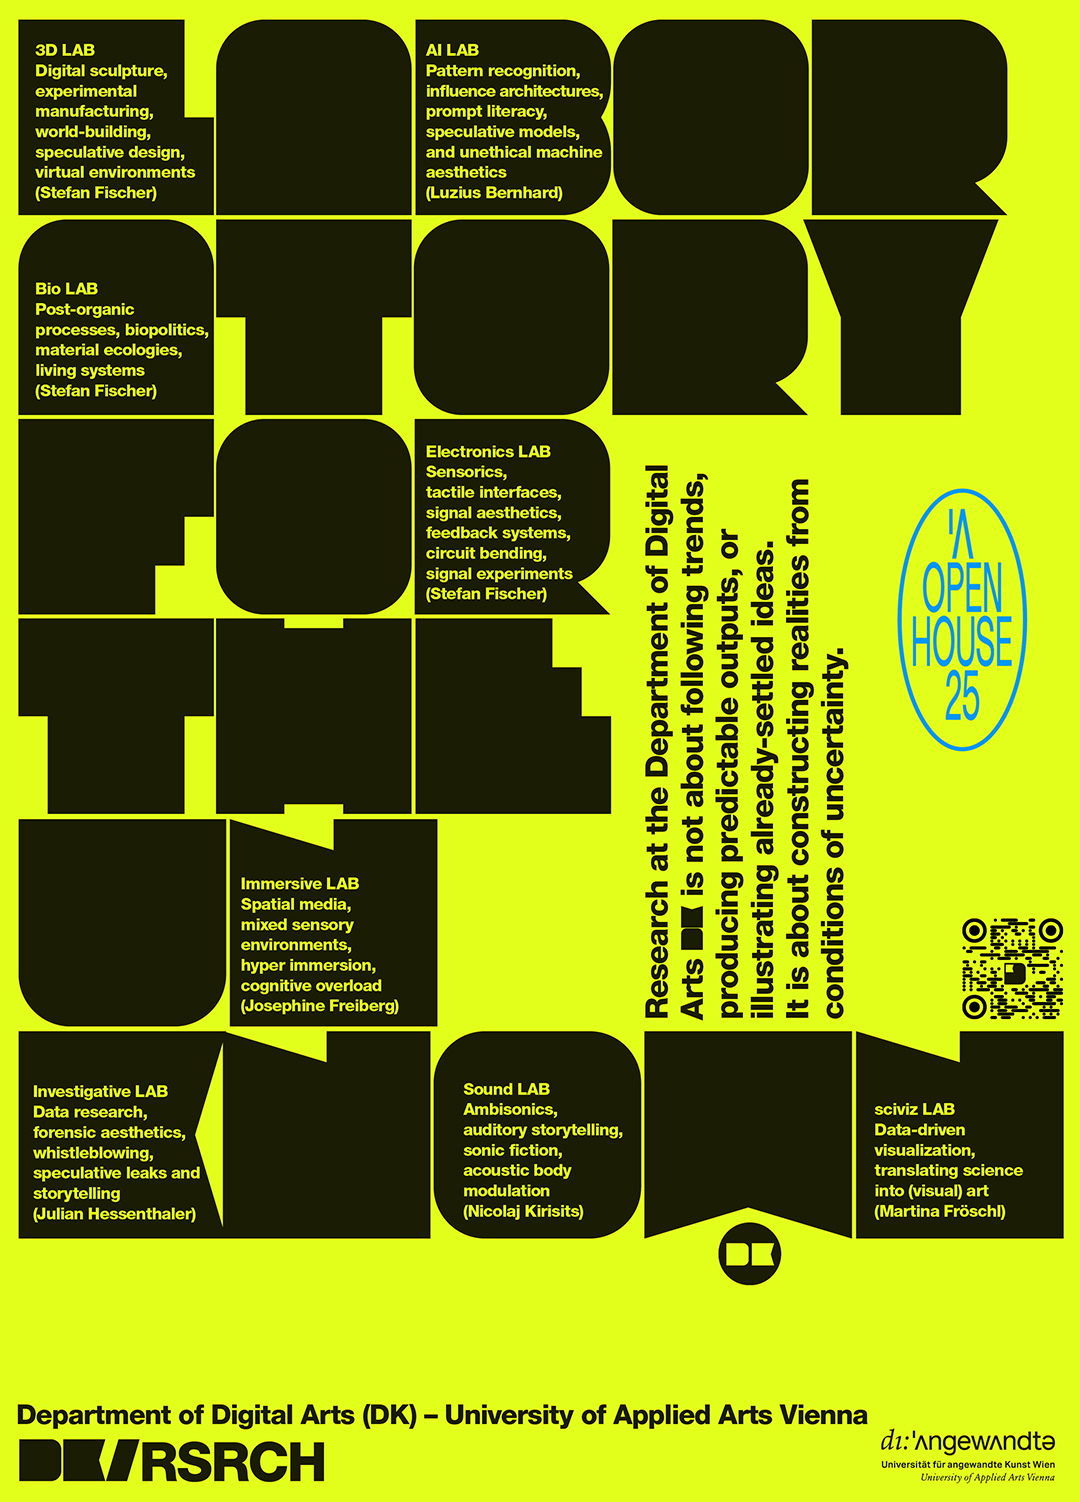 LABOR
3D LAB
Digital sculpture,
experimental
manufacturing,
world-building,
speculative design,
virtual environments
(Stefan Fischer)
AI LAB
Pattern recognition,
influence architectures,
prompt literacy,
speculative models,
and unethical machine
aesthetics
(Luzius Bernhard)
ATORY
Bio LAB
Post-organic
processes, biopolitics,
material ecologies,
living systems
(Stefan Fischer)
FOR
Electronics LAB
Sensorics,
tactile interfaces,
signal aesthetics,
feedback systems,
circuit bending,
signal experiments
(Stefan Fischer)
THE
Research at the Department of Digital
Arts DK is not about following trends,
producing predictable outputs, or
illustrating already-settled ideas.
It is about constructing realities from
conditions of uncertainty.
'Λ
OPEN
HOUSE
25
UN
Immersive LAB
Spatial media,
mixed sensory
environments,
hyper immersion,
cognitive overload
(Josephine Freiberg)
KNOWN
Investigative LAB
Data research,
forensic aesthetics,
whistleblowing,
speculative leaks and
storytelling
(Julian Hessenthaler)
Sound LAB
Ambisonics,
auditory storytelling,
sonic fiction,
acoustic body
modulation
(Nicolaj Kirisits)
sciviz LAB
Data-driven
visualization,
translating science
into (visual) art
(Martina Fröschl)
DK
Department of Digital Arts (DK) – University of Applied Arts Vienna
DK/RSRCH
dı:'ʌngewʌndtə
Universität für angewandte Kunst Wien
University of Applied Arts Vienna